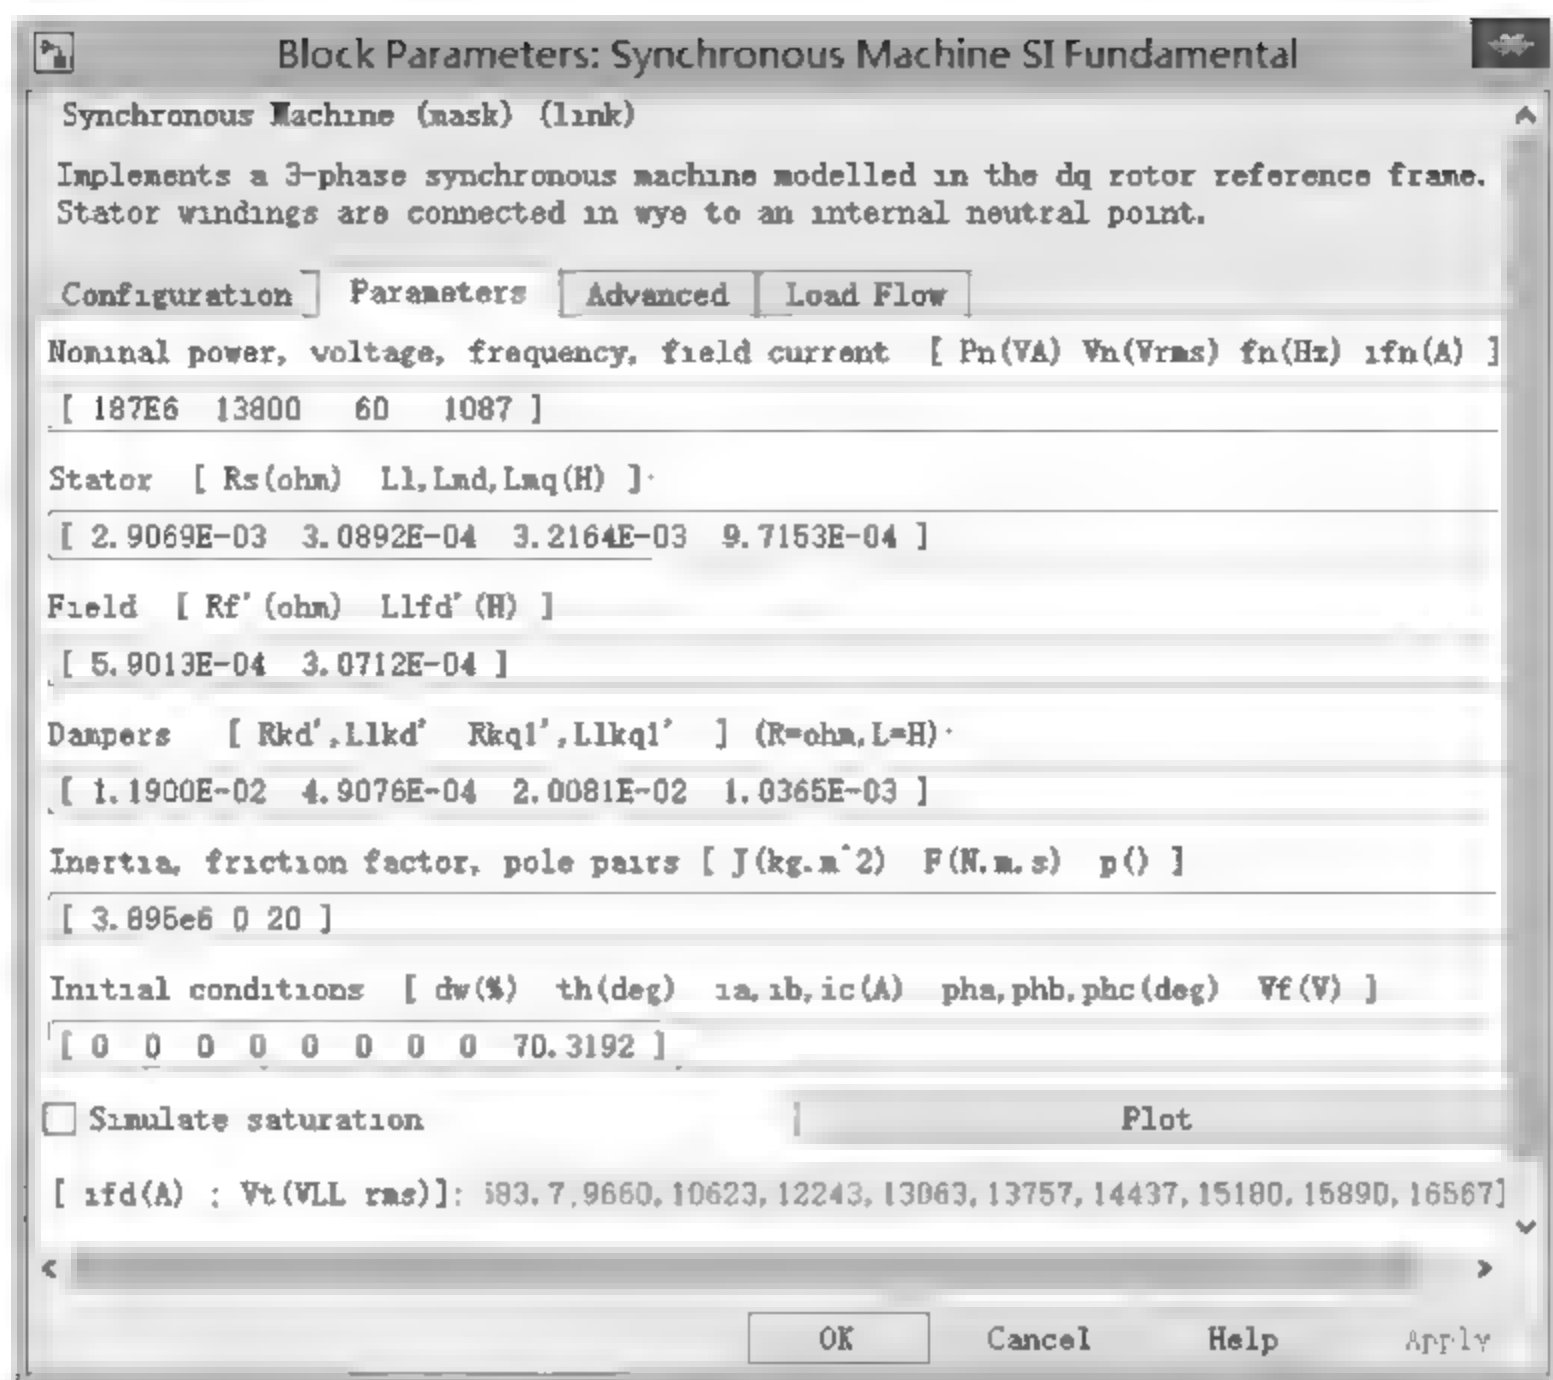 Block Parameters: Synchronous Machine SI Fundamental
Synchronous Machine (mask) (link)
Implements a 3-phase synchronous machine modelled in the dq rotor reference frame.
Stator windings are connected in wye to an internal neutral point.
Configuration Parameters Advanced Load Flow
Nominal power, voltage, frequency, field current [ Pn(VA) Vn(Vrms) fn(Hz) ifn(A) ]
[ 187E6 13800 60 1087 ]
Stator [ Rs(ohm) Ll,Lmd,Lmq(H) ]
[ 2.9069E-03 3.0892E-04 3.2164E-03 9.7153E-04 ]
Field [ Rf'(ohm) Llfd'(H) ]
[ 5.9013E-04 3.0712E-04 ]
Dampers [ Rkd',Llkd' Rkq1',Llkq1' ] (R=ohm,L=H)
[ 1.1900E-02 4.9076E-04 2.0081E-02 1.0365E-03 ]
Inertia, friction factor, pole pairs [ J(kg.m^2) F(N.m.s) p() ]
[ 3.895e6 0 20 ]
Initial conditions [ dw(%) th(deg) ia,ib,ic(A) pha,phb,phc(deg) Vf(V) ]
[ 0 0 0 0 0 0 0 0 70.3192 ]
Simulate saturation Plot
[ ifd(A) ; Vt(VLL rms)]: 583.7,9660,10623,12243,13063,13757,14437,15180,15890,16567]
OK Cancel Help Apply